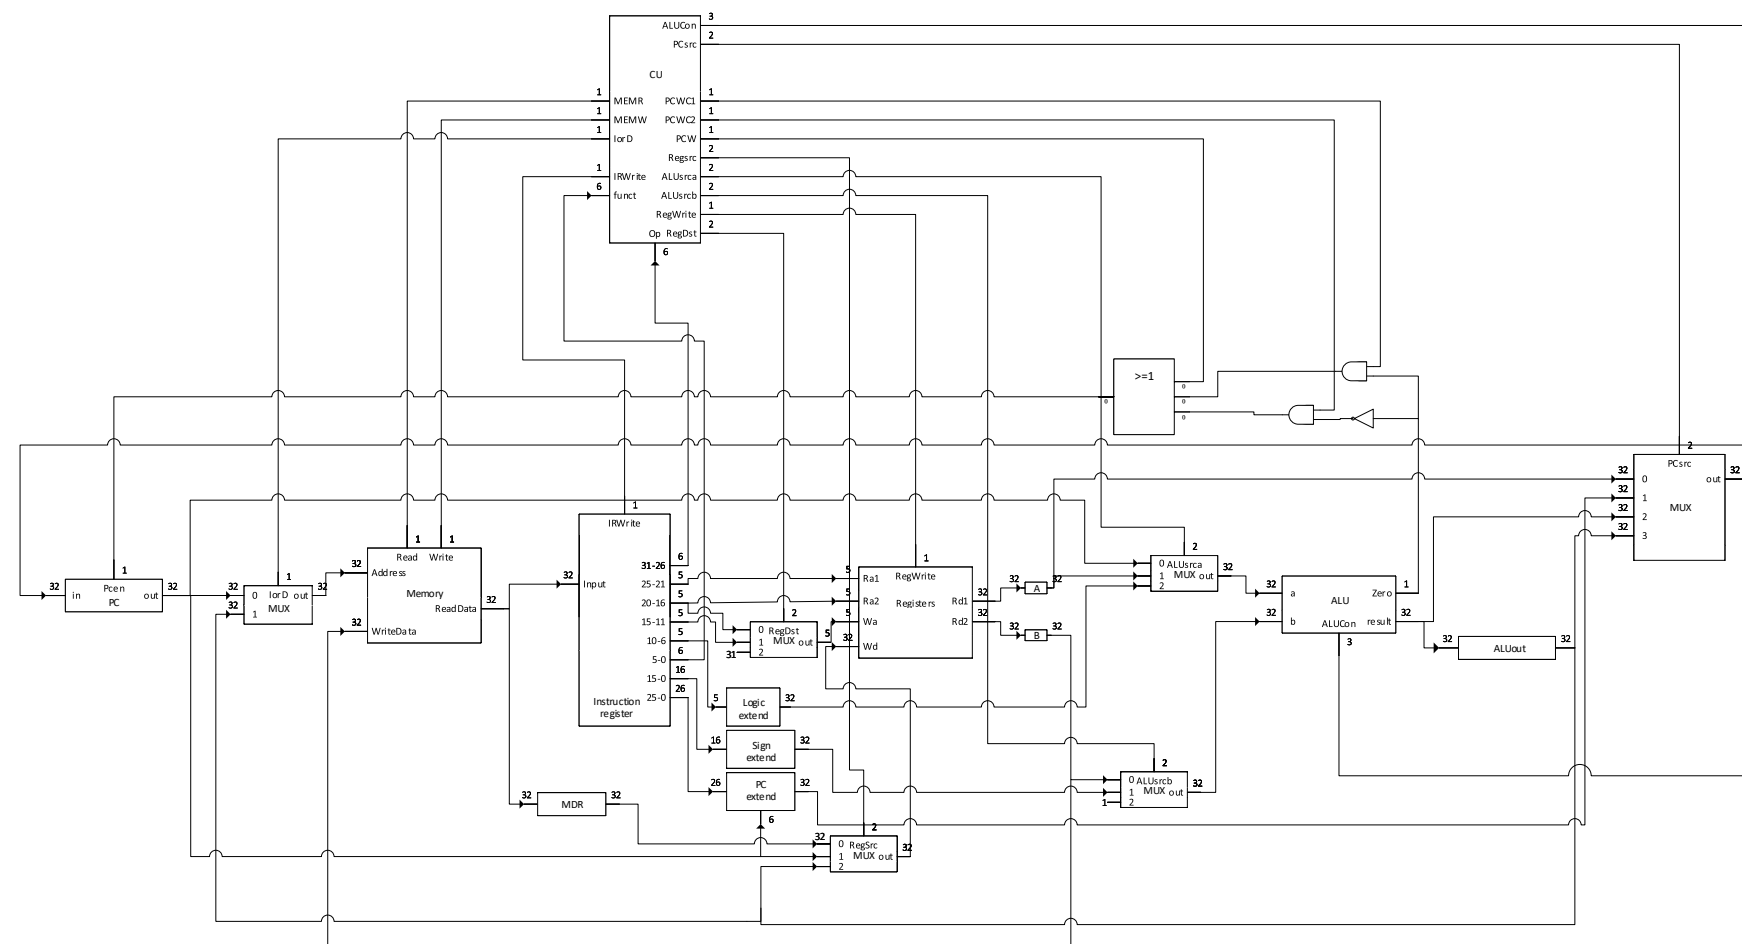 3
ALUCon
2
PCsrc
CU
1
MEMR
PCWC1
1
1
MEMW
PCWC2
1
1
IorD
PCW
1
Regsrc
2
1
IRWrite
ALUsrca
2
6
funct
ALUsrcb
2
RegWrite
1
Op RegDst
2
6
>=1
0
0
0
0
2
PCsrc
32
0
out
32
32
1
MUX
32
2
32
3
1
IRWrite
1
1
Read Write
32
Address
Memory
ReadData
32
32
WriteData
1
Pcen
32
in
out
32
PC
1
32
0
IorD
out
32
MUX
32
1
31-26
6
32
Input
25-21
5
20-16
5
15-11
5
10-6
5
5-0
6
15-0
16
25-0
26
Instruction
register
1
RegWrite
5
Ra1
5
Ra2
Registers
5
Wa
32
Wd
Rd1
32
Rd2
32
2
0
RegDst
1
MUX
out
5
31
2
32
A
32
32
B
32
2
0
ALUsrca
1
MUX
out
32
2
32
a
Zero
1
ALU
32
b
ALUCon
result
32
3
32
ALUout
32
5
Logic
extend
32
16
Sign
extend
32
26
PC
extend
32
6
2
0
ALUsrcb
1
MUX
out
32
1
2
32
MDR
32
2
32
0
RegSrc
1
MUX
out
32
2